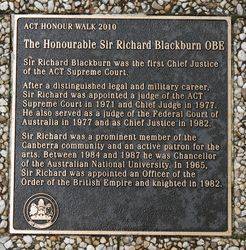 ACT HONOUR WALK 2010
The Honourable Sir Richard Blackburn OBE
Sir Richard Blackburn was the first Chief Justice
of the ACT Supreme Court.
After a distinguished legal and military career,
Sir Richard was appointed a judge of the ACT
Supreme Court in 1971 and Chief Judge in 1977.
He also served as a judge of the Federal Court of
Australia in 1977 and as Chief Justice in 1982.
Sir Richard was a prominent member of the
Canberra community and an active patron for the
arts. Between 1984 and 1987 he was Chancellor
of the Australian National University. In 1965,
Sir Richard was appointed an Officer of the
Order of the British Empire and knighted in 1982.